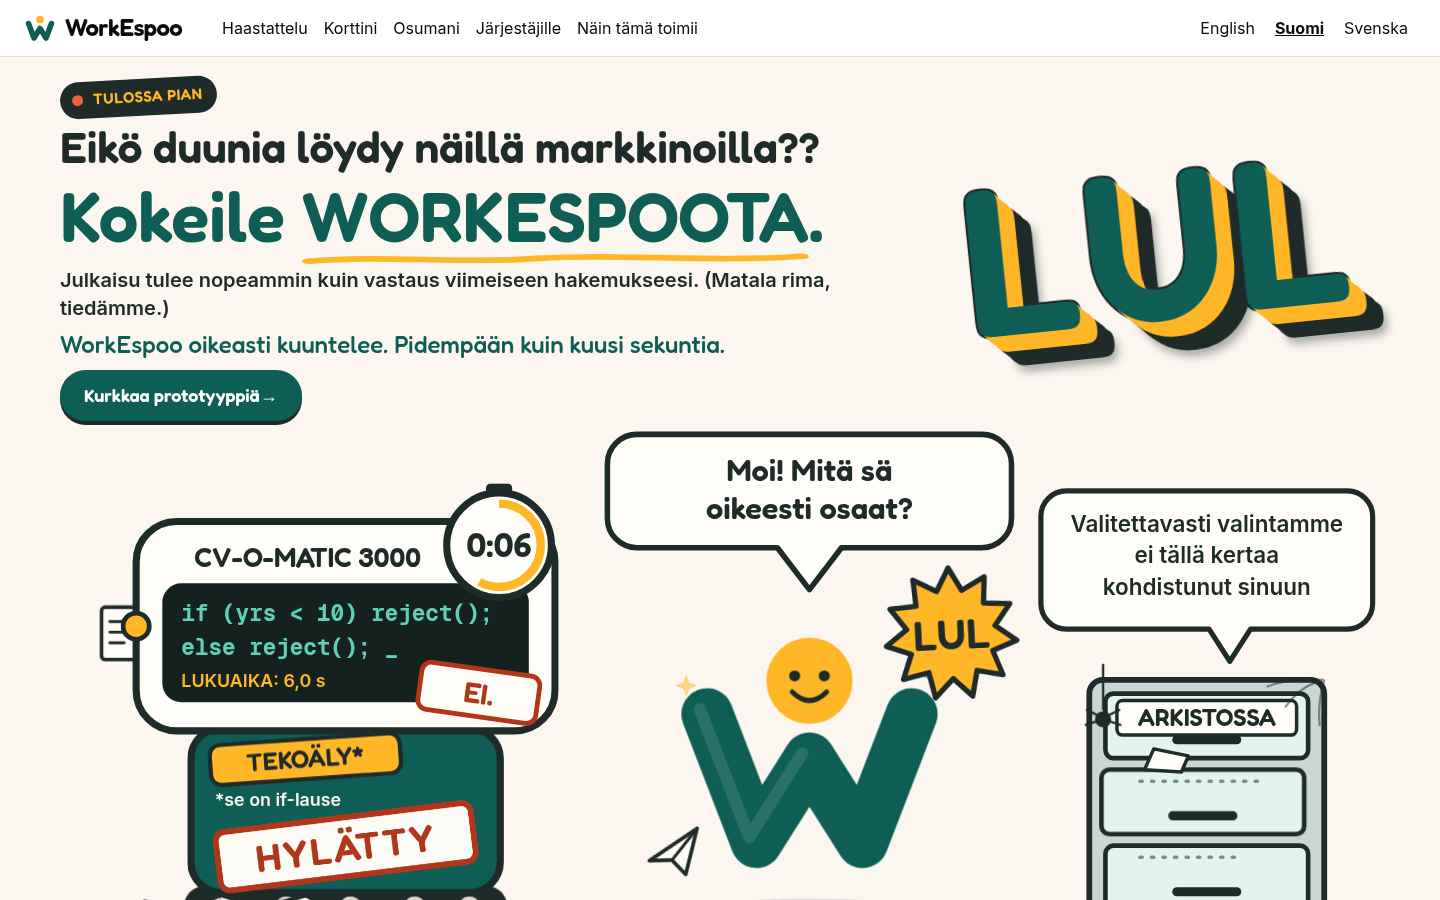 WorkEspoo
Haastattelu Korttini Osumani Järjestäjille Näin tämä toimii
English Suomi Svenska
TULOSSA PIAN
Eikö duunia löydy näillä markkinoilla??
Kokeile WORKESPOOTA.
Julkaisu tulee nopeammin kuin vastaus viimeiseen hakemukseesi. (Matala rima,
tiedämme.)
WorkEspoo oikeasti kuuntelee. Pidempään kuin kuusi sekuntia.
Kurkkaa prototyyppiä→
LUL
CV-O-MATIC 3000
0:06
if (yrs < 10) reject();
else reject(); _
LUKUAIKA: 6,0 s
EI.
TEKOÄLY*
*se on if-lause
HYLÄTTY
Moi! Mitä sä
oikeesti osaat?
LUL
Valitettavasti valintamme
ei tällä kertaa
kohdistunut sinuun
ARKISTOSSA